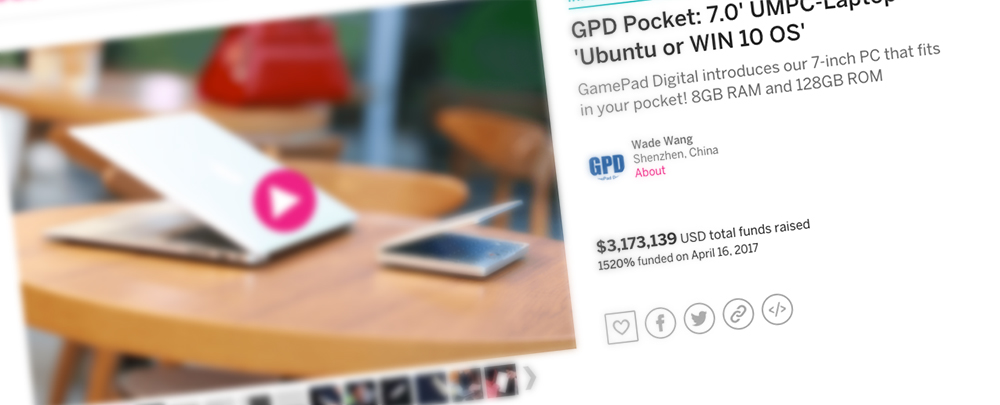 GPD Pocket: 7.0' UMPC-Laptop
'Ubuntu or WIN 10 OS'
GamePad Digital introduces our 7-inch PC that fits
in your pocket! 8GB RAM and 128GB ROM
Wade Wang
Shenzhen, China
GPD
About
$3,173,139 USD total funds raised
1520% funded on April 16, 2017